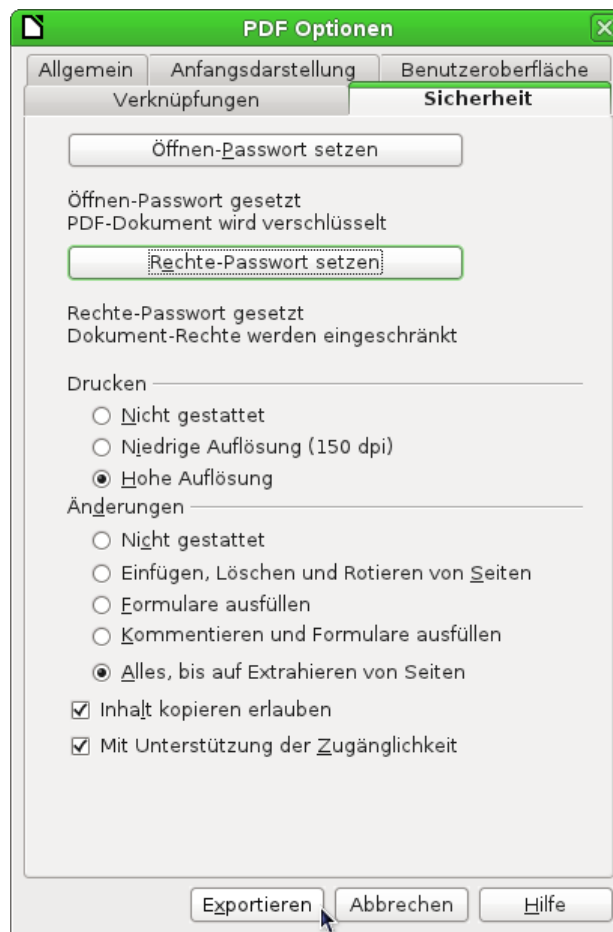 PDF Optionen
Allgemein Anfangsdarstellung Benutzeroberfläche
Verknüpfungen Sicherheit
Öffnen-Passwort setzen
Öffnen-Passwort gesetzt
PDF-Dokument wird verschlüsselt
Rechte-Passwort setzen
Rechte-Passwort gesetzt
Dokument-Rechte werden eingeschränkt
Drucken
Nicht gestattet
Niedrige Auflösung (150 dpi)
Hohe Auflösung
Änderungen
Nicht gestattet
Einfügen, Löschen und Rotieren von Seiten
Formulare ausfüllen
Kommentieren und Formulare ausfüllen
Alles, bis auf Extrahieren von Seiten
Inhalt kopieren erlauben
Mit Unterstützung der Zugänglichkeit
Exportieren Abbrechen Hilfe